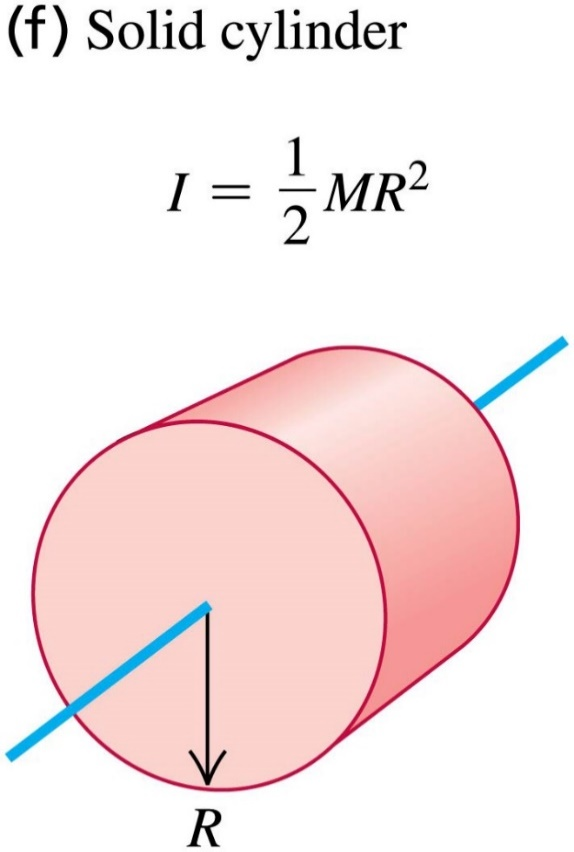 (f) Solid cylinder
I = 1/2 MR²
R